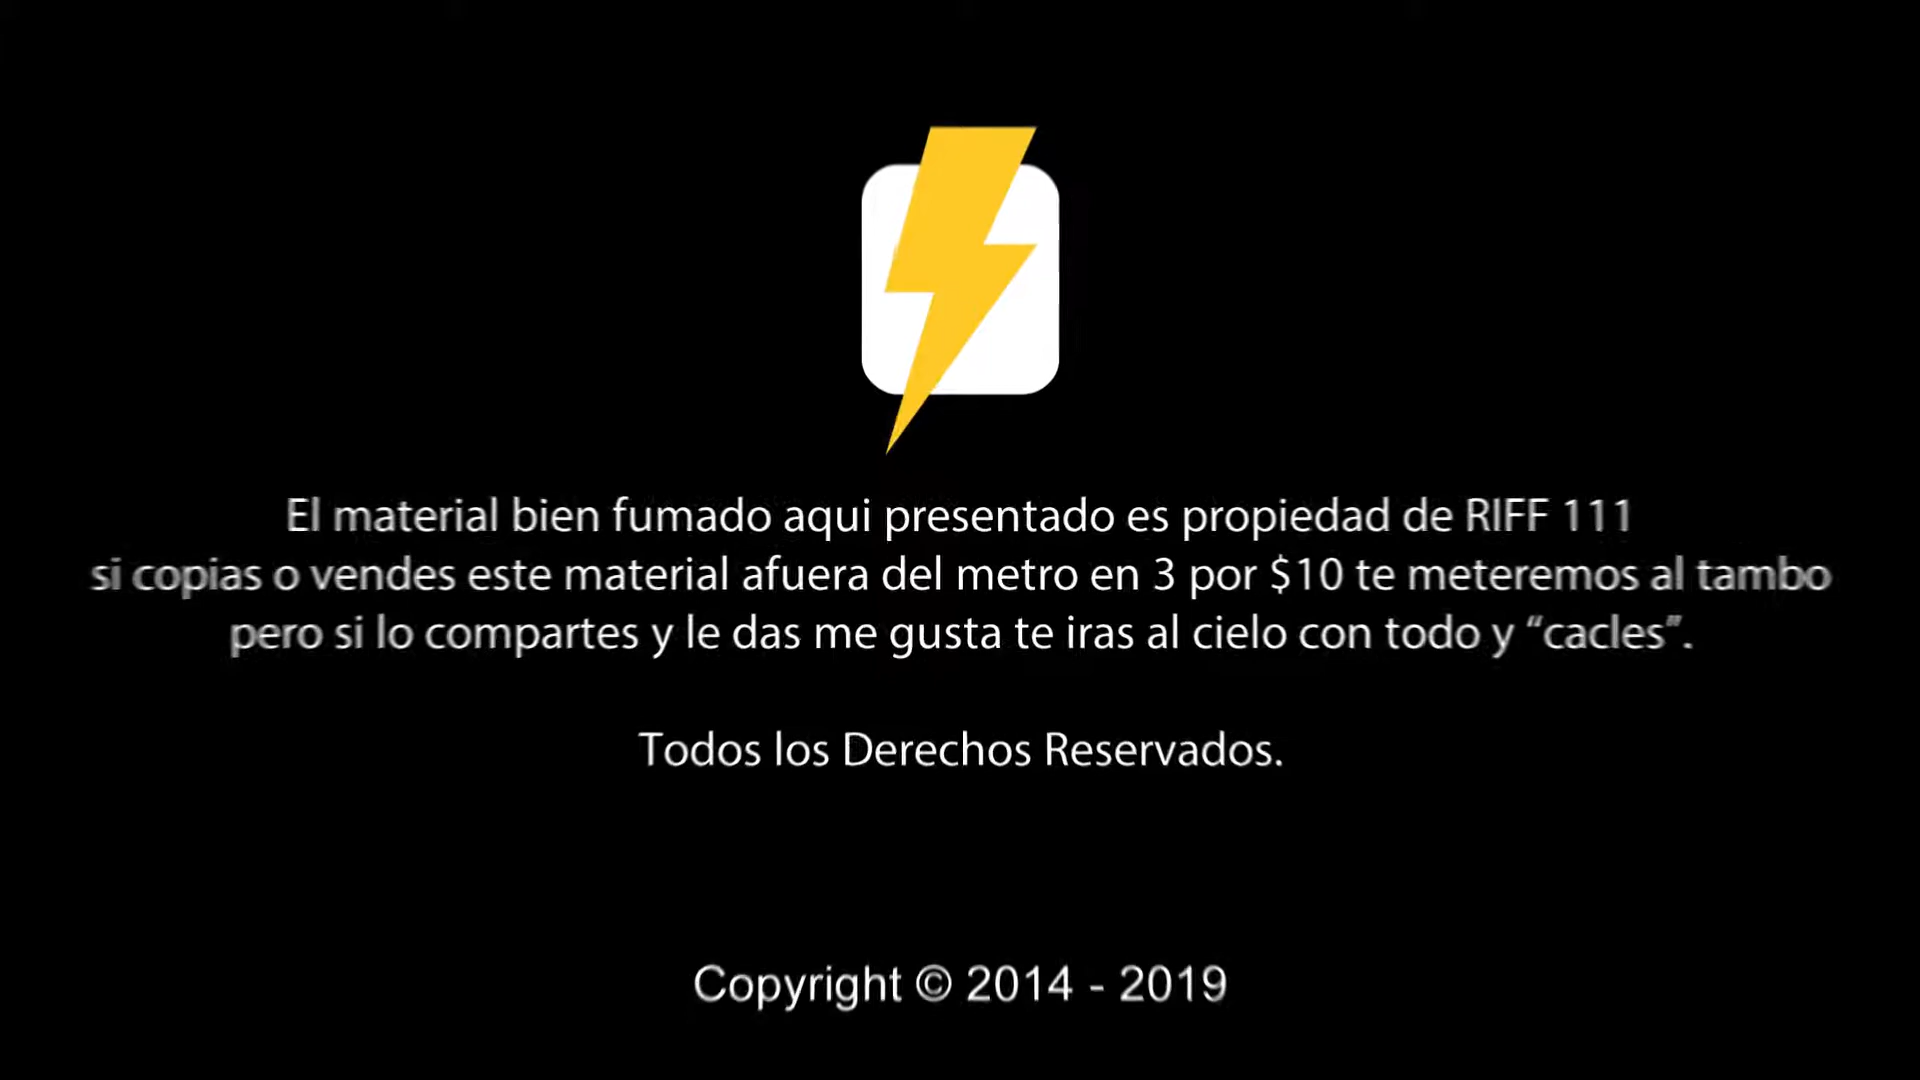 El material bien fumado aqui presentado es propiedad de RIFF 111
si copias o vendes este material afuera del metro en 3 por $10 te meteremos al tambo
pero si lo compartes y le das me gusta te iras al cielo con todo y “cacles”.
Todos los Derechos Reservados.
Copyright © 2014 - 2019